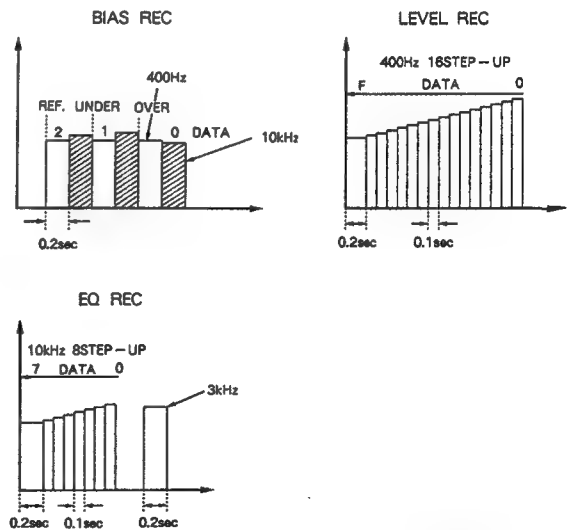 BIAS REC
400Hz
REF. UNDER OVER
2 1 0 DATA
10kHz
0.2sec
LEVEL REC
400Hz 16STEP-UP
F DATA 0
0.2sec 0.1sec
EQ REC
10kHz 8STEP-UP
7 DATA 0
3kHz
0.2sec 0.1sec 0.2sec